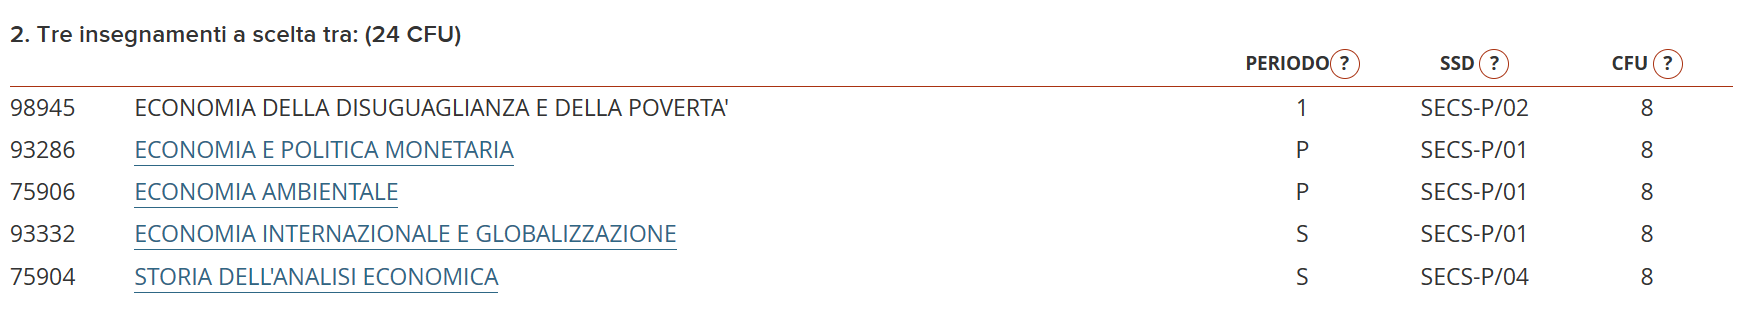 2. Tre insegnamenti a scelta tra: (24 CFU)
PERIODO ? SSD ? CFU ?
98945 ECONOMIA DELLA DISUGUAGLIANZA E DELLA POVERTA' 1 SECS-P/02 8
93286 ECONOMIA E POLITICA MONETARIA P SECS-P/01 8
75906 ECONOMIA AMBIENTALE P SECS-P/01 8
93332 ECONOMIA INTERNAZIONALE E GLOBALIZZAZIONE S SECS-P/01 8
75904 STORIA DELL'ANALISI ECONOMICA S SECS-P/04 8